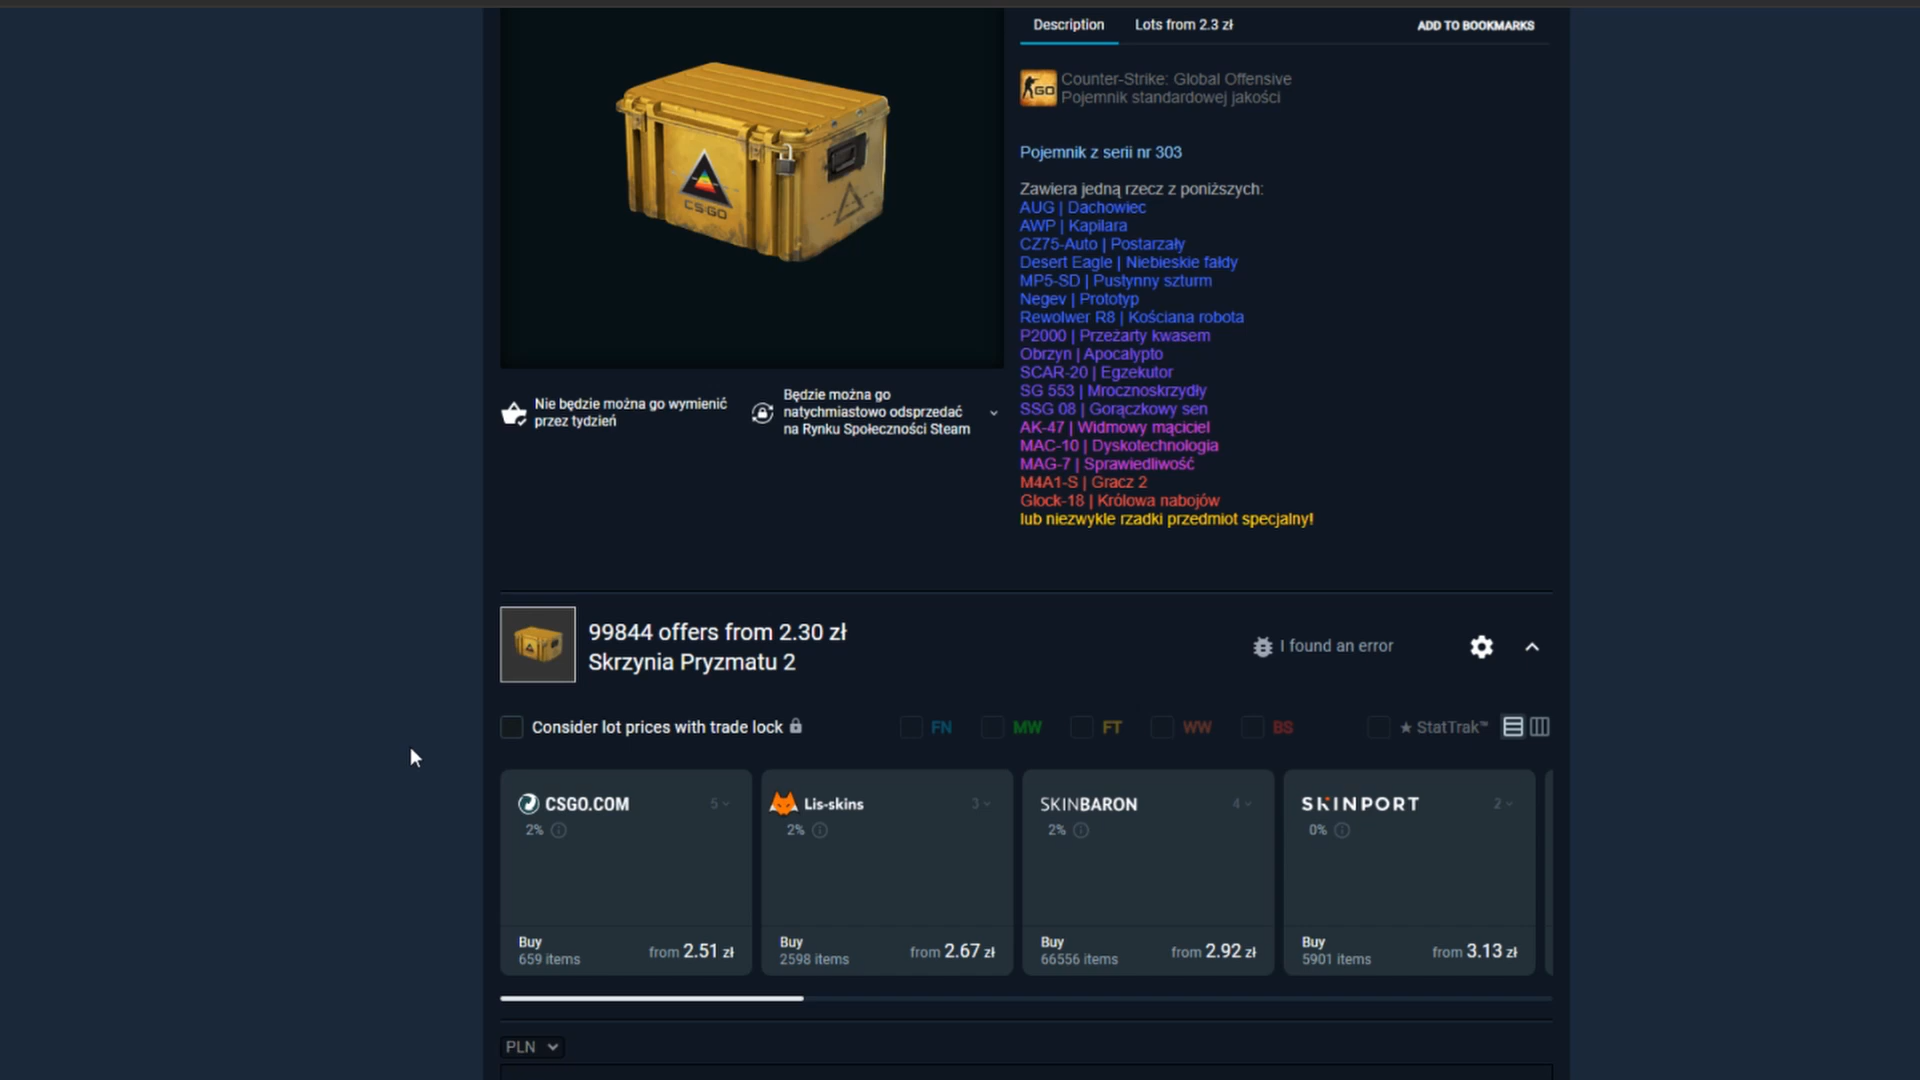 Description
Lots from 2.3 zł
ADD TO BOOKMARKS
CS:GO
GO
Counter-Strike: Global Offensive
Pojemnik standardowej jakości
Pojemnik z serii nr 303
Zawiera jedną rzecz z poniższych:
AUG | Dachowiec
AWP | Kapilara
CZ75-Auto | Postarzały
Desert Eagle | Niebieskie fałdy
MP5-SD | Pustynny szturm
Negev | Prototyp
Rewolwer R8 | Kościana robota
P2000 | Przeżarty kwasem
Obrzyn | Apocalypto
SCAR-20 | Egzekutor
SG 553 | Mrocznoskrzydły
SSG 08 | Gorączkowy sen
AK-47 | Widmowy mąciciel
MAC-10 | Dyskotechnologia
MAG-7 | Sprawiedliwość
M4A1-S | Gracz 2
Glock-18 | Królowa nabojów
lub niezwykle rzadki przedmiot specjalny!
Nie będzie można go wymienić
przez tydzień
Będzie można go
natychmiastowo odsprzedać
na Rynku Społeczności Steam
99844 offers from 2.30 zł
Skrzynia Pryzmatu 2
I found an error
Consider lot prices with trade lock
FN
MW
FT
WW
BS
★ StatTrak™
CSGO.COM
5
2%
Buy
659 items
from 2.51 zł
Lis-skins
3
2%
Buy
2598 items
from 2.67 zł
SKINBARON
4
2%
Buy
66556 items
from 2.92 zł
SKINPORT
2
0%
Buy
5901 items
from 3.13 zł
PLN